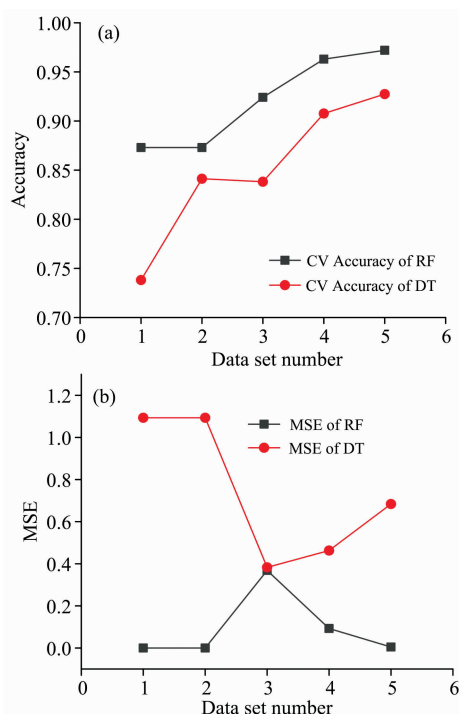 (a)
1.00
0.95
0.90
0.85
0.80
0.75
0.70
Accuracy
CV Accuracy of RF
CV Accuracy of DT
0 1 2 3 4 5 6
Data set number
(b)
1.2
1.0
0.8
0.6
0.4
0.2
0.0
MSE
MSE of RF
MSE of DT
0 1 2 3 4 5 6
Data set number